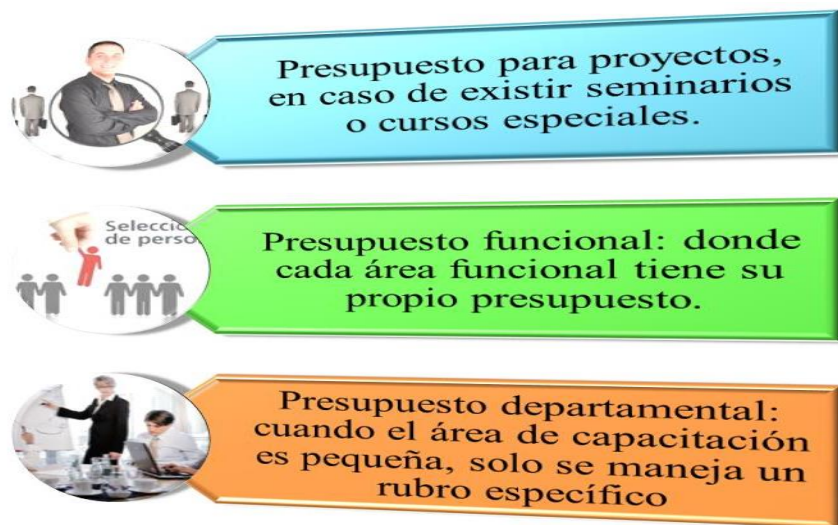 Presupuesto para proyectos,
en caso de existir seminarios
o cursos especiales.
Selecció
de perso
Presupuesto funcional: donde
cada área funcional tiene su
propio presupuesto.
Presupuesto departamental:
cuando el área de capacitación
es pequeña, solo se maneja un
rubro específico